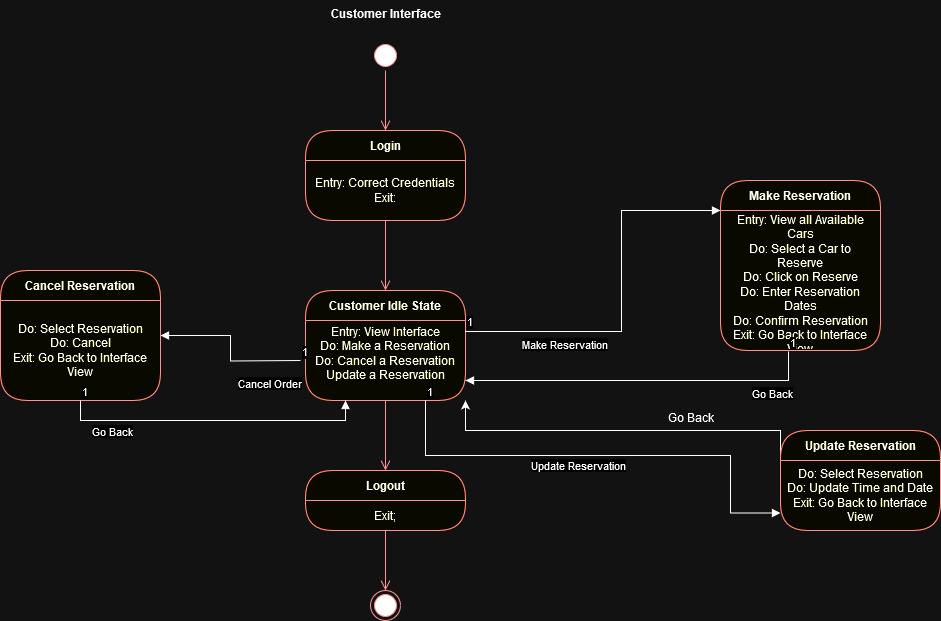 Customer Interface
Login
Entry: Correct Credentials
Exit:
Make Reservation
Entry: View all Available
Cars
Do: Select a Car to
Reserve
Do: Click on Reserve
Do: Enter Reservation
Dates
Do: Confirm Reservation
Exit: Go Back to Interface
View
1
Cancel Reservation
Do: Select Reservation
Do: Cancel
Exit: Go Back to Interface
View
1
Customer Idle State
Entry: View Interface
Do: Make a Reservation
Do: Cancel a Reservation
Update a Reservation
1
1
1
Make Reservation
Cancel Order
Go Back
Go Back
Go Back
Update Reservation
Update Reservation
Do: Select Reservation
Do: Update Time and Date
Exit: Go Back to Interface
View
Logout
Exit;